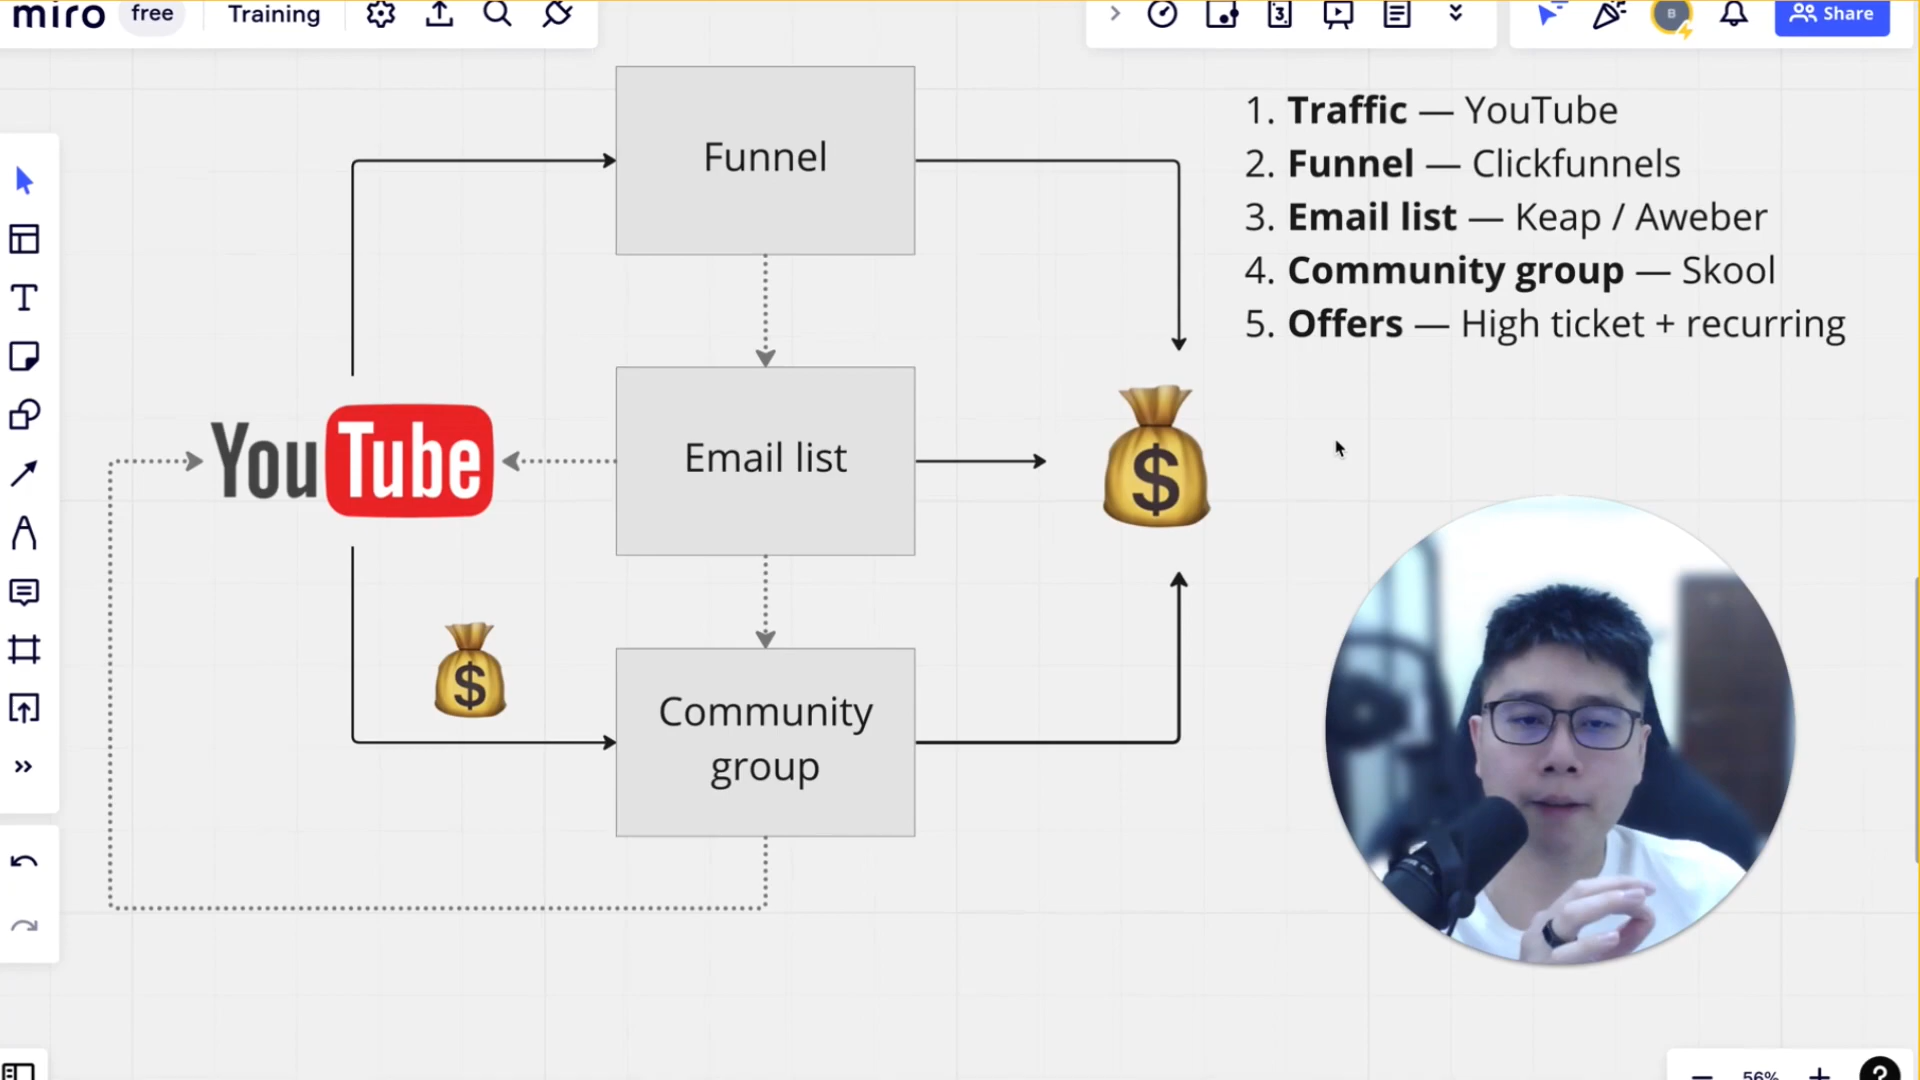 miro free Training
3
B
Share
Funnel
1. Traffic — YouTube
2. Funnel — Clickfunnels
3. Email list — Keap / Aweber
4. Community group — Skool
5. Offers — High ticket + recurring
YouTube
Email list
$
$
Community
group
56%
?